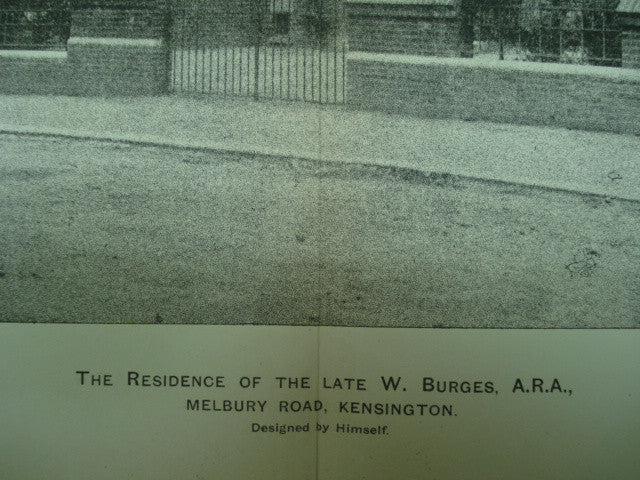 THE RESIDENCE OF THE LATE W. BURGES, A.R.A.,
MELBURY ROAD, KENSINGTON.
Designed by Himself.